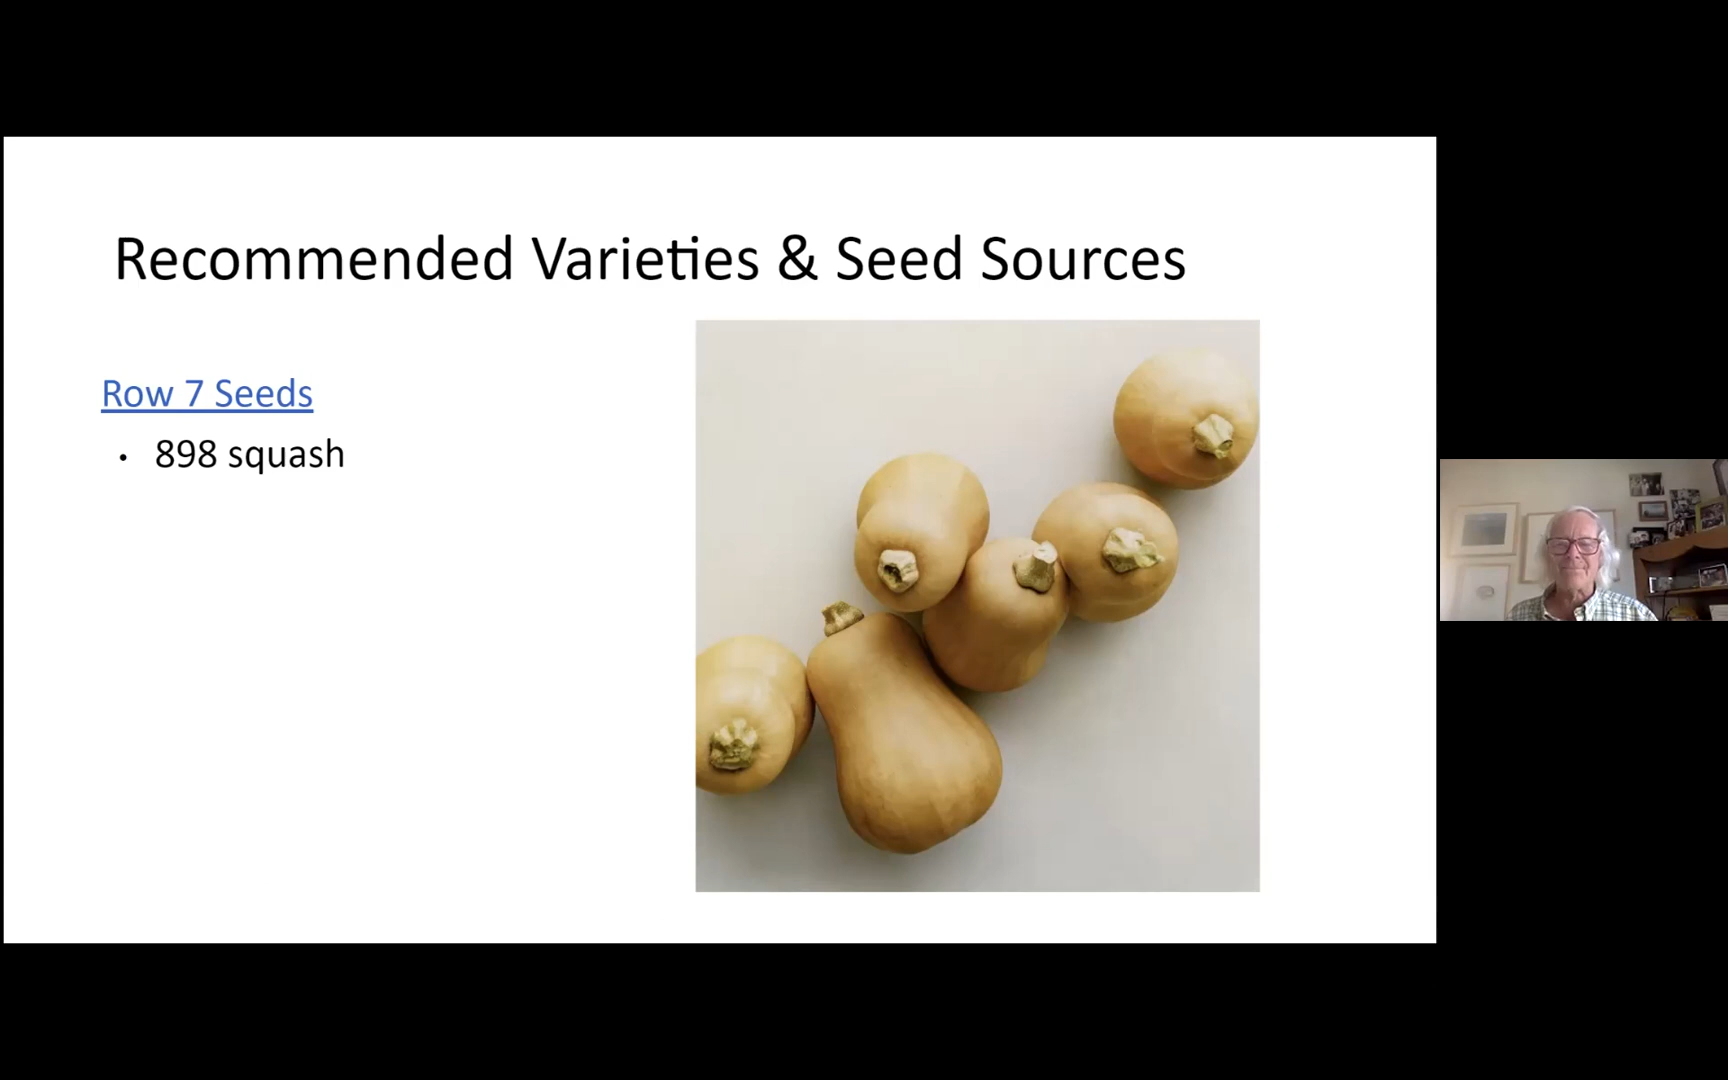 Recommended Varieties & Seed Sources
Row 7 Seeds
• 898 squash